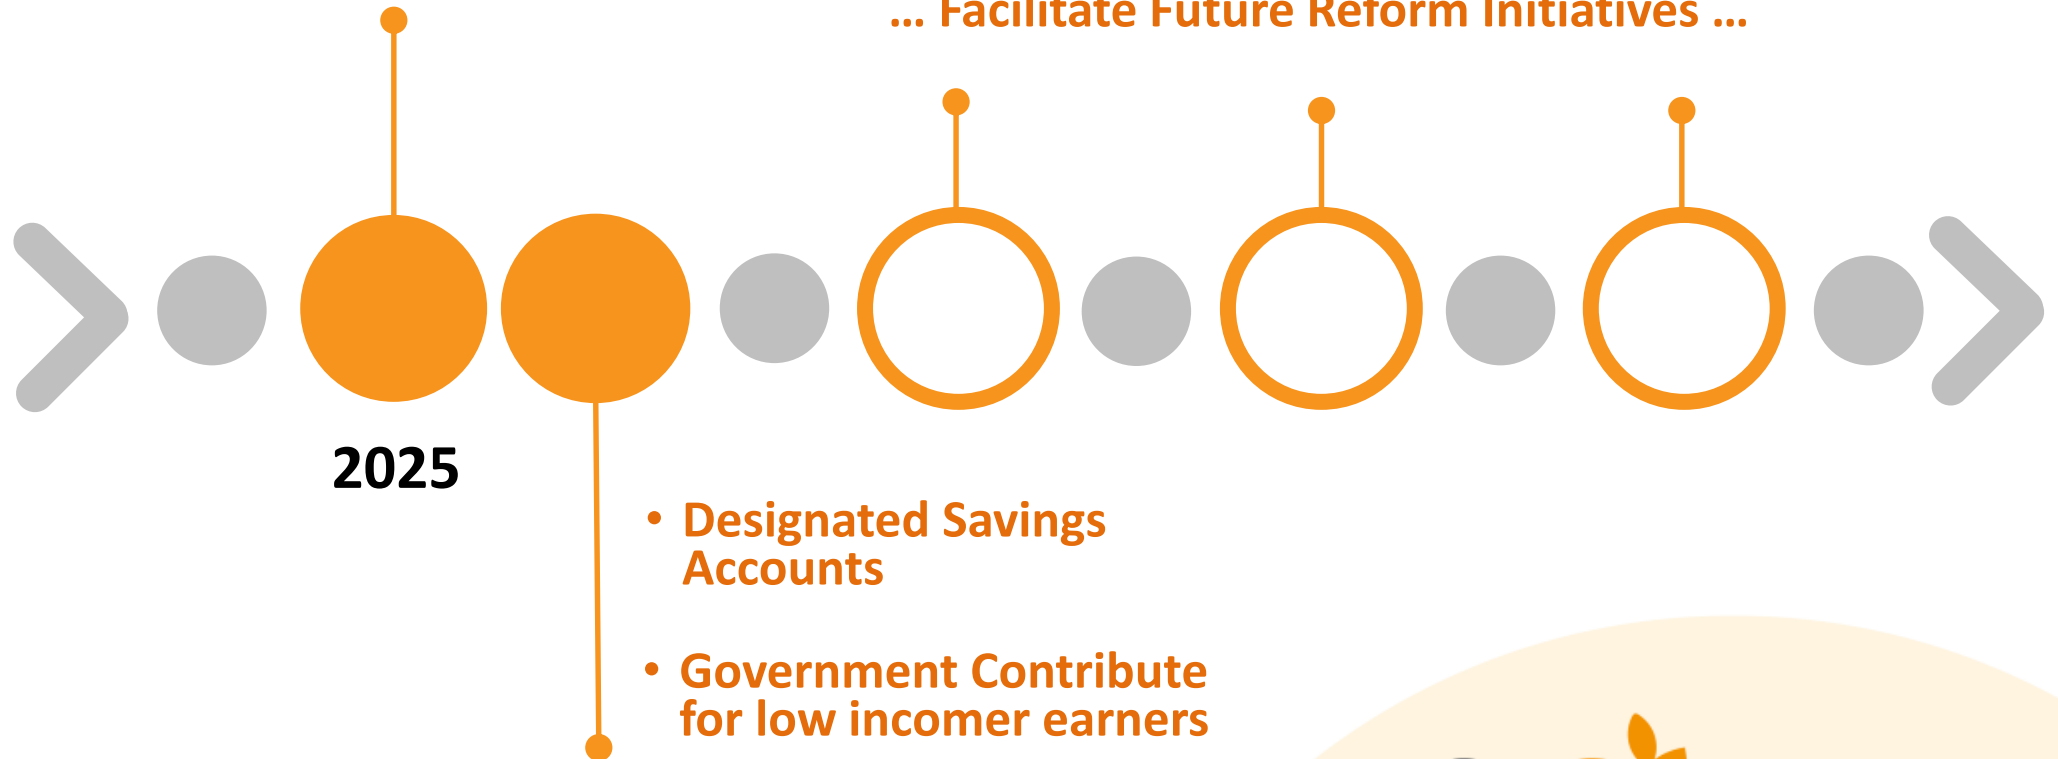 ... Facilitate Future Reform Initiatives ...
2025
• Designated Savings
Accounts
• Government Contribute
for low incomer earners